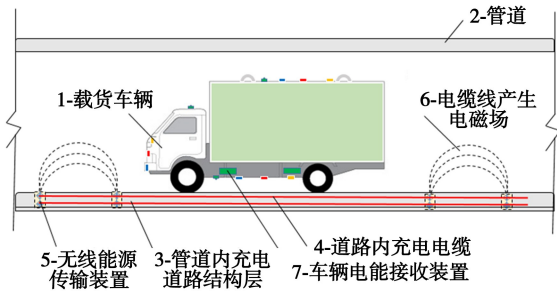 2-管道
1-载货车辆
6-电缆线产生
电磁场
5-无线能源
传输装置
3-管道内充电
道路结构层
4-道路内充电电缆
7-车辆电能接收装置